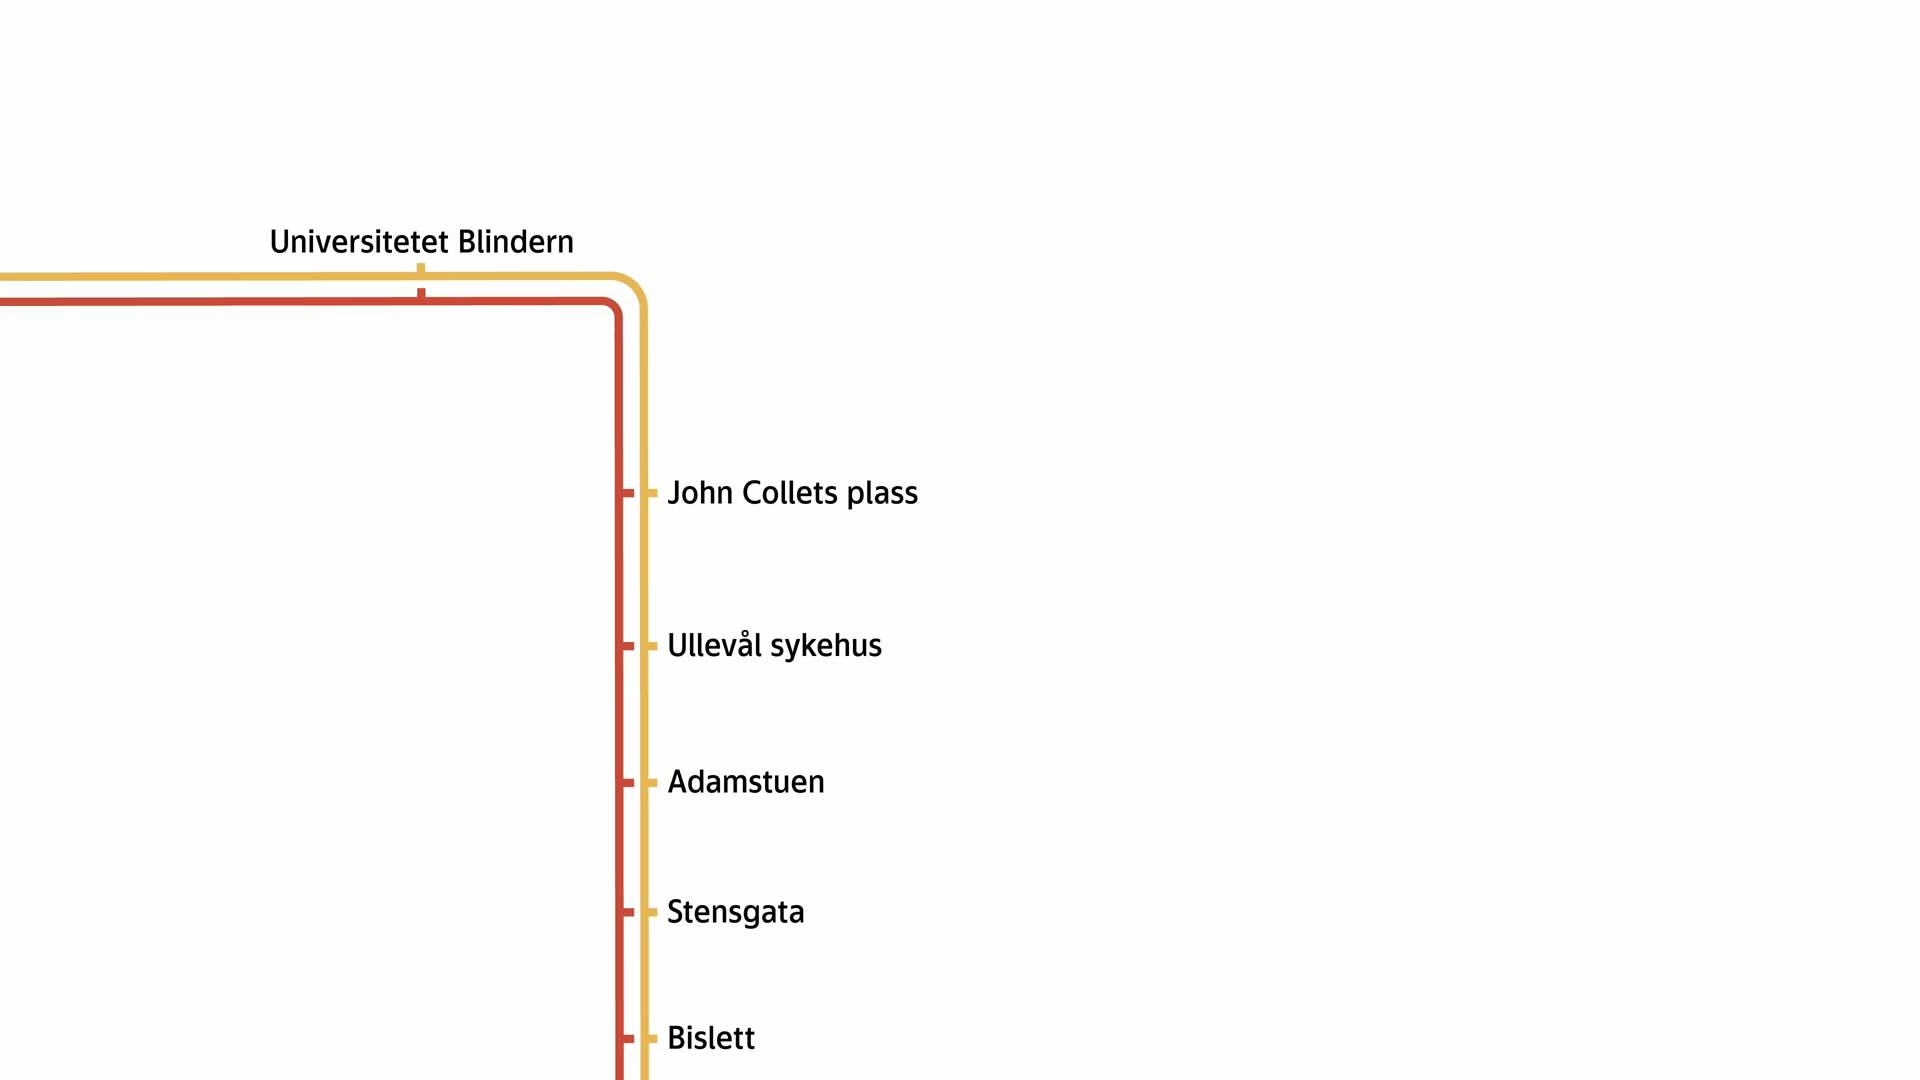 Universitetet Blindern
John Collets plass
Ullevål sykehus
Adamstuen
Stensgata
Bislett